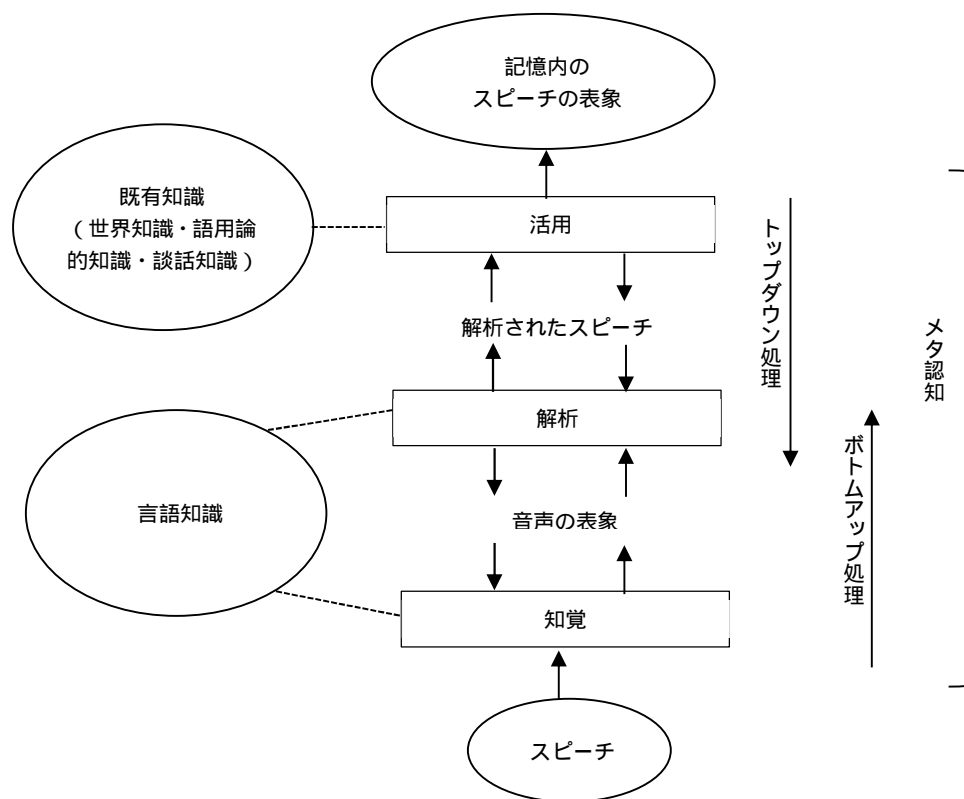 記憶内の
スピーチの表象
既有知識
(世界知識・語用論
的知識・談話知識)
活用
トップダウン処理
解析されたスピーチ
メタ認知
解析
ボトムアップ処理
言語知識
音声の表象
知覚
スピーチ